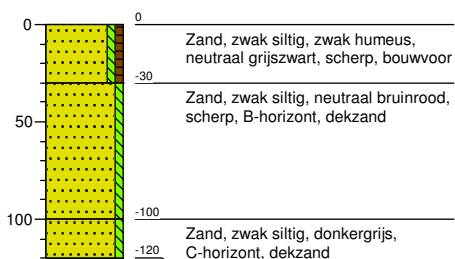 0
0
Zand, zwak siltig, zwak humeus,
neutraal grijszwart, scherp, bouwvoor
-30
Zand, zwak siltig, neutraal bruinrood,
scherp, B-horizont, dekzand
50
-100
100
Zand, zwak siltig, donkergrijs,
C-horizont, dekzand
-120